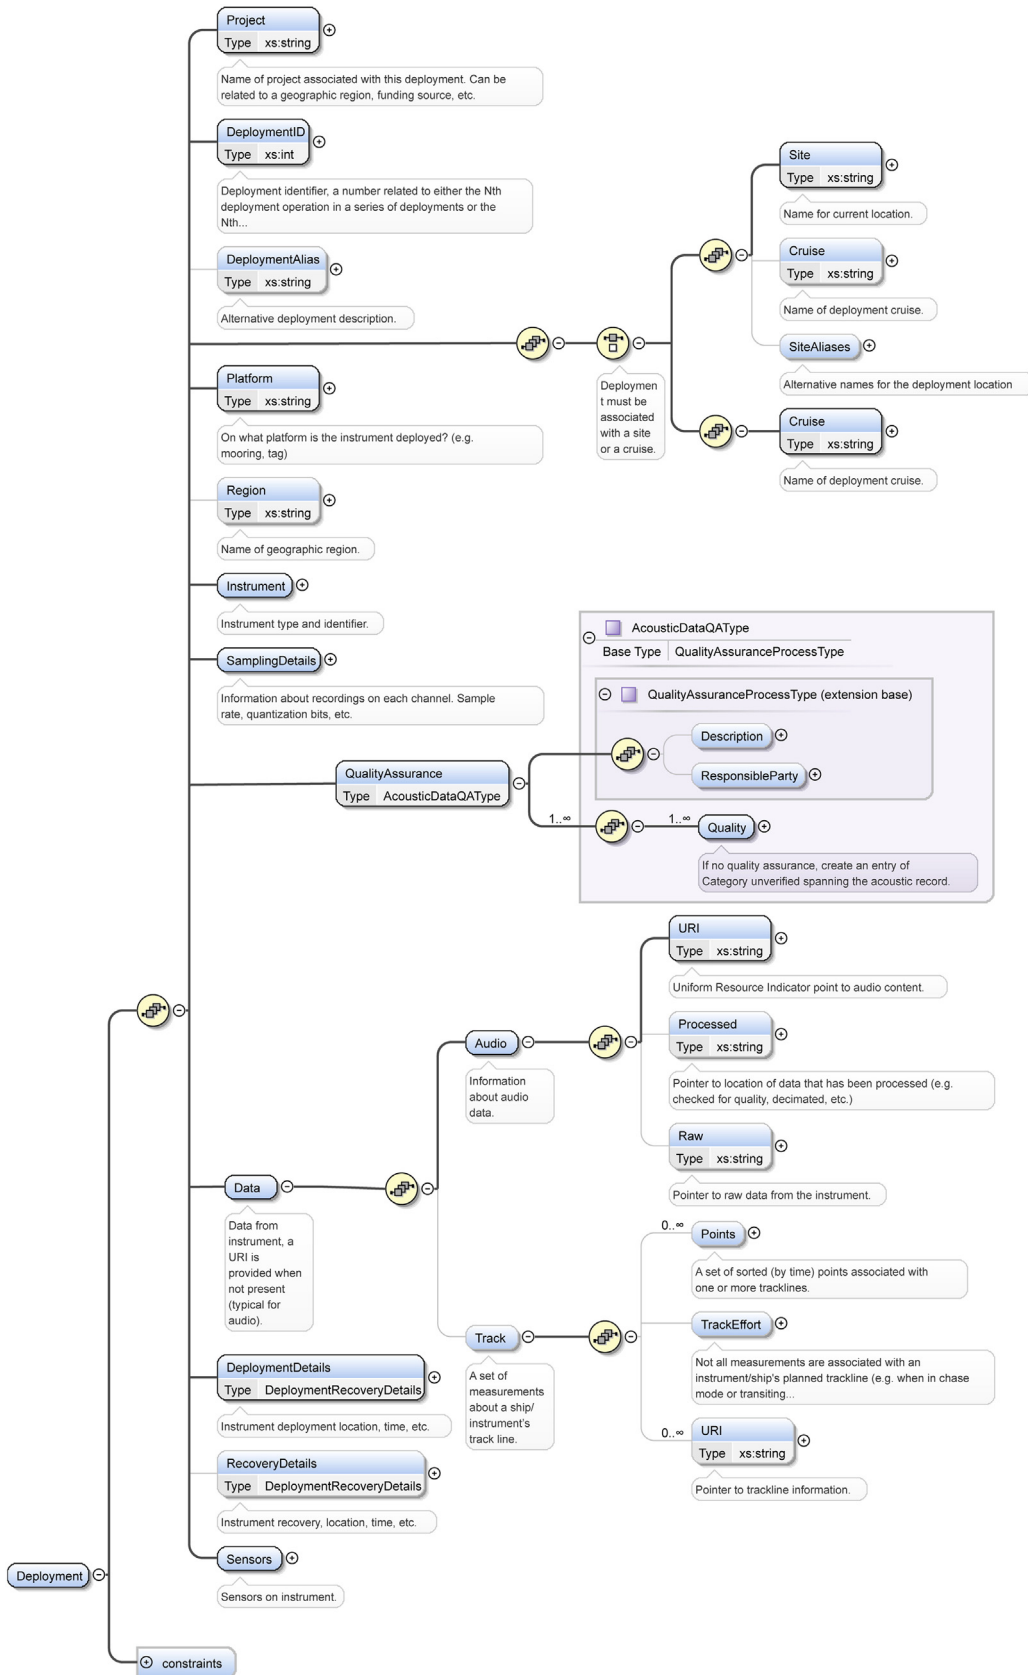 Project
Type xs:string
Name of project associated with this deployment. Can be
related to a geographic region, funding source, etc.
DeploymentID
Type xs:int
Deployment identifier, a number related to either the Nth
deployment operation in a series of deployments or the
Nth...
DeploymentAlias
Type xs:string
Alternative deployment description.
Deploymen
t must be
associated
with a site
or a cruise.
Site
Type xs:string
Name for current location.
Cruise
Type xs:string
Name of deployment cruise.
SiteAliases
Alternative names for the deployment location
Cruise
Type xs:string
Name of deployment cruise.
Platform
Type xs:string
On what platform is the instrument deployed? (e.g.
mooring, tag)
Region
Type xs:string
Name of geographic region.
Instrument
Instrument type and identifier.
SamplingDetails
Information about recordings on each channel. Sample
rate, quantization bits, etc.
QualityAssurance
Type AcousticDataQAType
AcousticDataQAType
Base Type QualityAssuranceProcessType
QualityAssuranceProcessType (extension base)
Description
ResponsibleParty
1..∞
1..∞
Quality
If no quality assurance, create an entry of
Category unverified spanning the acoustic record.
Data
Data from
instrument, a
URI is
provided when
not present
(typical for
audio).
Audio
Information
about audio
data.
URI
Type xs:string
Uniform Resource Indicator point to audio content.
Processed
Type xs:string
Pointer to location of data that has been processed (e.g.
checked for quality, decimated, etc.)
Raw
Type xs:string
Pointer to raw data from the instrument.
Track
A set of
measurements
about a ship/
instrument's
track line.
0..∞
Points
A set of sorted (by time) points associated with
one or more tracklines.
TrackEffort
Not all measurements are associated with an
instrument/ship's planned trackline (e.g. when in chase
mode or transiting...
0..∞
URI
Type xs:string
Pointer to trackline information.
DeploymentDetails
Type DeploymentRecoveryDetails
Instrument deployment location, time, etc.
RecoveryDetails
Type DeploymentRecoveryDetails
Instrument recovery, location, time, etc.
Sensors
Sensors on instrument.
Deployment
constraints